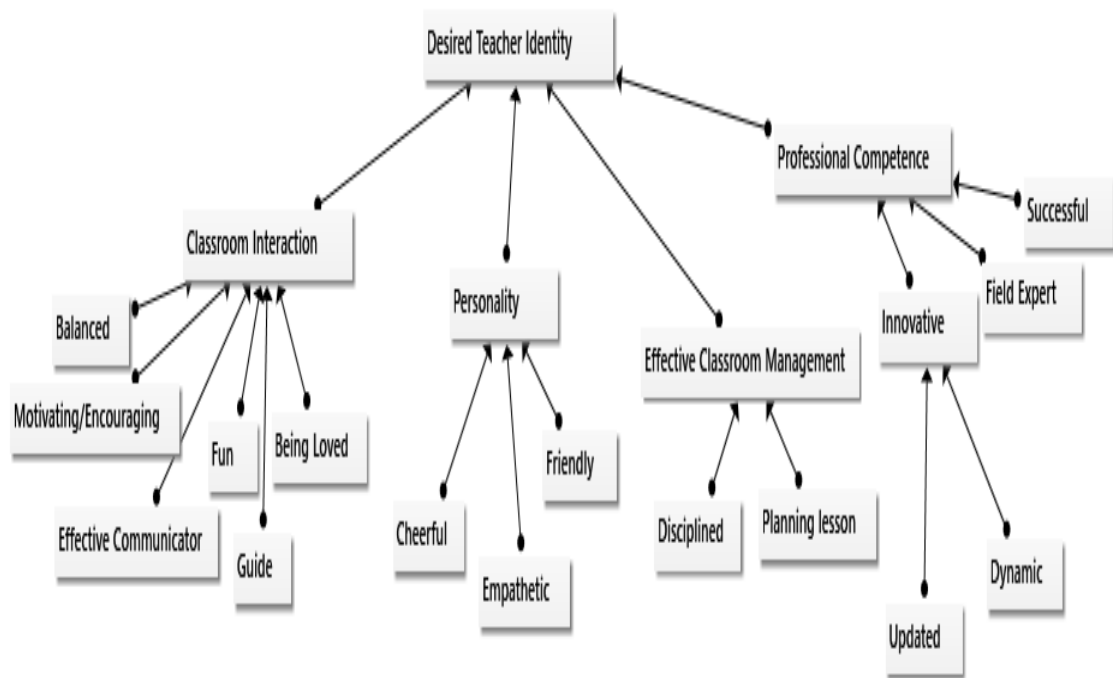 Desired Teacher Identity
Professional Competence
Successful
Classroom Interaction
Field Expert
Personality
Innovative
Balanced
Effective Classroom Management
Motivating/Encouraging
Fun
Being Loved
Friendly
Effective Communicator
Guide
Cheerful
Empathetic
Disciplined
Planning lesson
Dynamic
Updated